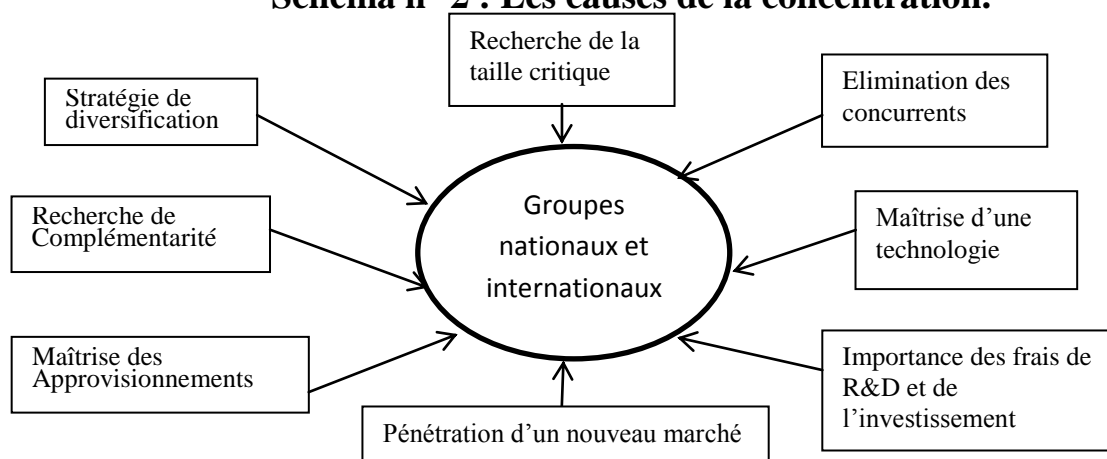 Schéma n° 2 : Les causes de la concentration.
Recherche de la
taille critique
Stratégie de
diversification
Elimination des
concurrents
Groupes
nationaux et
internationaux
Recherche de
Complémentarité
Maîtrise d’une
technologie
Maîtrise des
Approvisionnements
Importance des frais de
R&D et de
l’investissement
Pénétration d’un nouveau marché